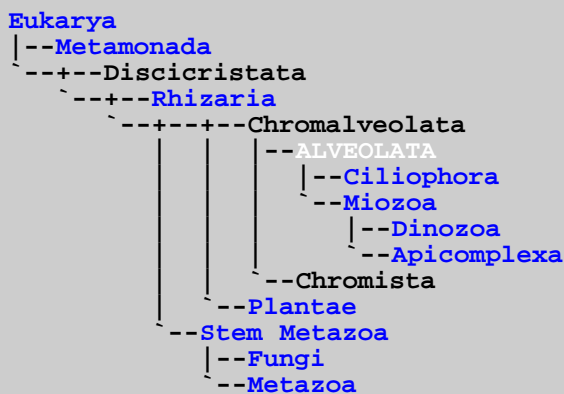 Eukarya
|--Metamonada
`--+--Discicristata
   `--+--Rhizaria
      `--+--+--Chromalveolata
         |  |  |--ALVEOLATA
         |  |  |  |--Ciliophora
         |  |  |  `--Miozoa
         |  |  |     |--Dinozoa
         |  |  |     `--Apicomplexa
         |  |  `--Chromista
         |  `--Plantae
         `--Stem Metazoa
            |--Fungi
            `--Metazoa